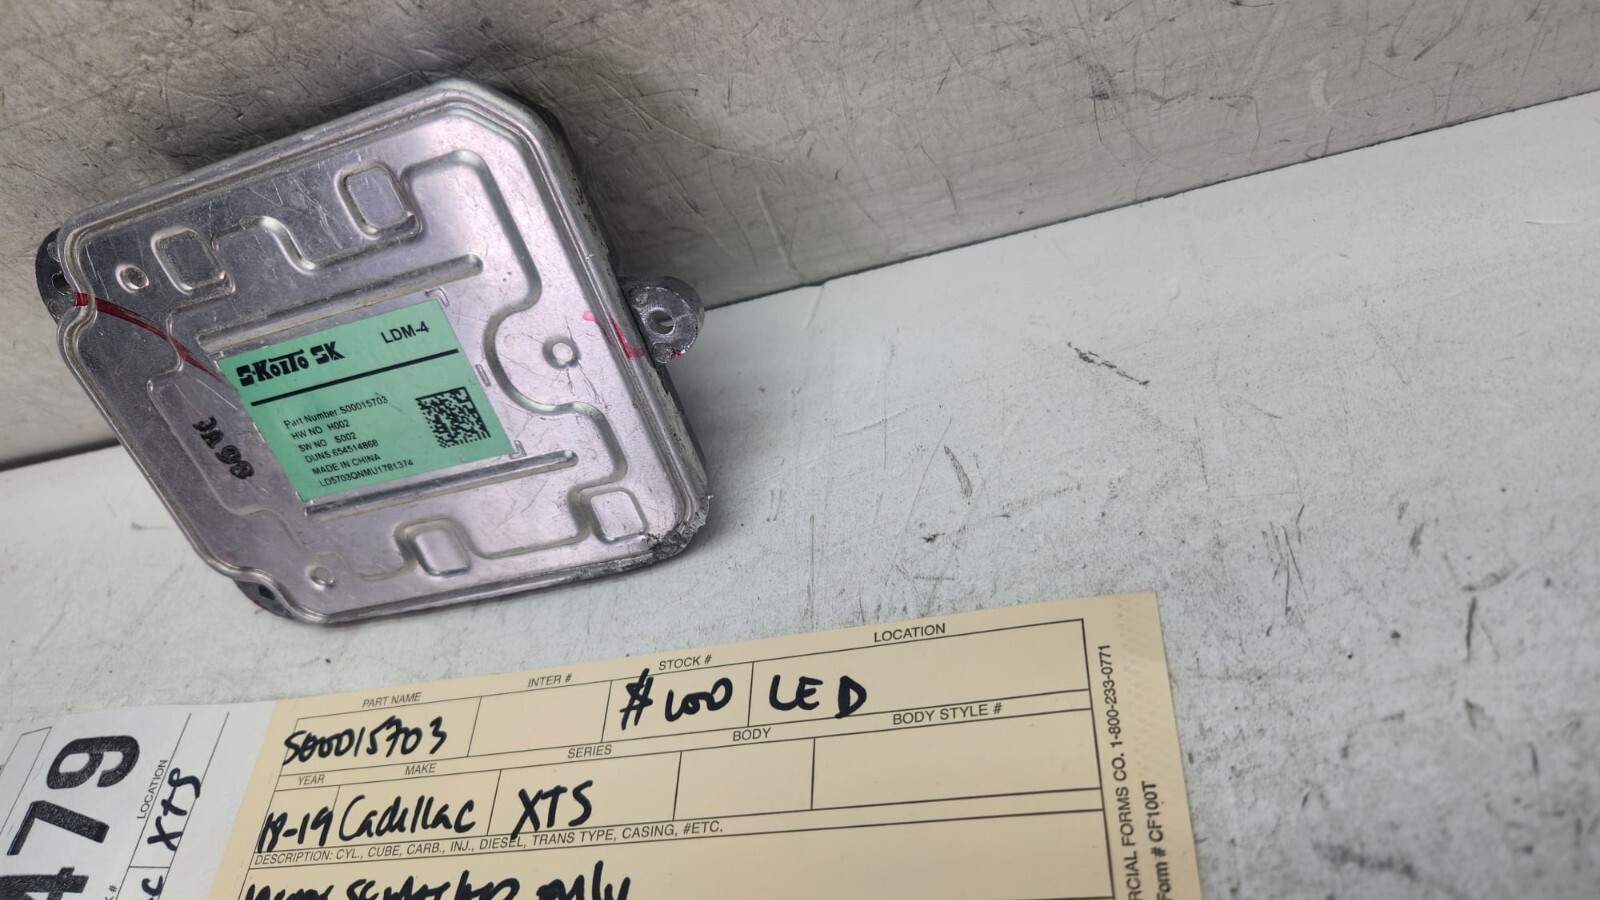 S-KOITO SK LDM-4
Part Number S00015703
HW NO H002
SW NO S002
DUNS 654514868
MADE IN CHINA
LD5703QNMU1781374
JA98
PART NAME INTER # STOCK # LOCATION
S00015703 #100 LED
YEAR MAKE SERIES BODY BODY STYLE #
18-19 Cadillac XTS
DESCRIPTION: CYL., CUBE, CARB., INJ., DIESEL, TRANS TYPE, CASING, #ETC.
only
RCIAL FORMS CO. 1-800-233-0771
Form # CF100T
479
LOCATION
XTS